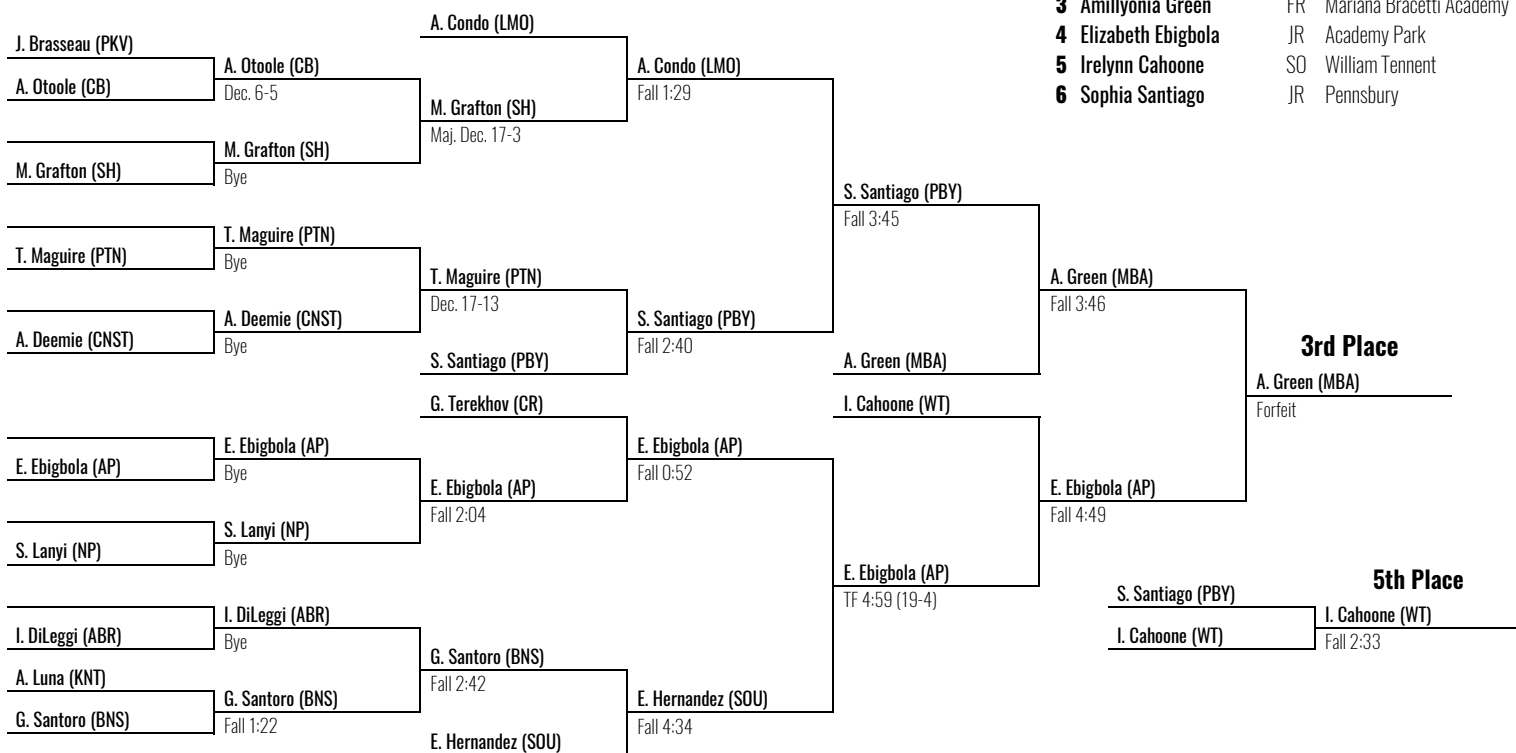 3 Amillyonia Green FR Mariana Bracetti Academy
4 Elizabeth Ebigbola JR Academy Park
5 Irelynn Cahoone SO William Tennent
6 Sophia Santiago JR Pennsbury
J. Brasseau (PKV)
A. Otoole (CB)
M. Grafton (SH)
T. Maguire (PTN)
A. Deemie (CNST)
E. Ebigbola (AP)
S. Lanyi (NP)
I. DiLeggi (ABR)
A. Luna (KNT)
G. Santoro (BNS)
A. Otoole (CB)
Dec. 6-5
M. Grafton (SH)
Bye
T. Maguire (PTN)
Bye
A. Deemie (CNST)
Bye
E. Ebigbola (AP)
Bye
S. Lanyi (NP)
Bye
I. DiLeggi (ABR)
Bye
G. Santoro (BNS)
Fall 1:22
A. Condo (LMO)
M. Grafton (SH)
Maj. Dec. 17-3
T. Maguire (PTN)
Dec. 17-13
S. Santiago (PBY)
G. Terekhov (CR)
E. Ebigbola (AP)
Fall 2:04
G. Santoro (BNS)
Fall 2:42
E. Hernandez (SOU)
A. Condo (LMO)
Fall 1:29
S. Santiago (PBY)
Fall 2:40
E. Ebigbola (AP)
Fall 0:52
E. Hernandez (SOU)
Fall 4:34
S. Santiago (PBY)
Fall 3:45
A. Green (MBA)
I. Cahoone (WT)
E. Ebigbola (AP)
TF 4:59 (19-4)
A. Green (MBA)
Fall 3:46
E. Ebigbola (AP)
Fall 4:49
3rd Place
A. Green (MBA)
Forfeit
5th Place
S. Santiago (PBY)
I. Cahoone (WT)
I. Cahoone (WT)
Fall 2:33